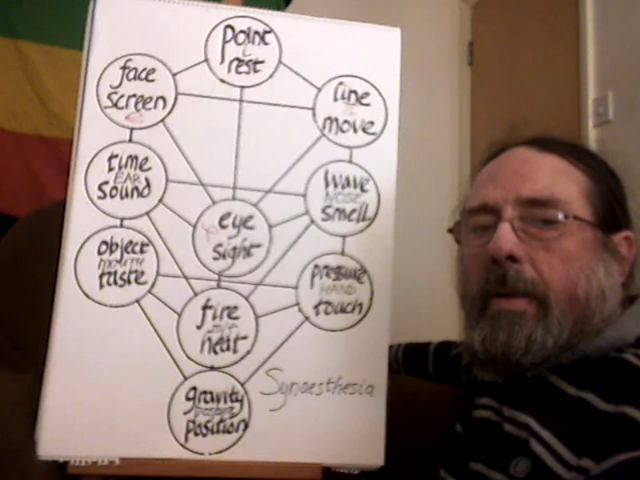 point
rest
face
screen
line
move
time
EAR
sound
wave
NOSE
smell
eye
sight
object
MOUTH
taste
pressure
HAND
touch
fire
heat
gravity
position
Synaesthesia